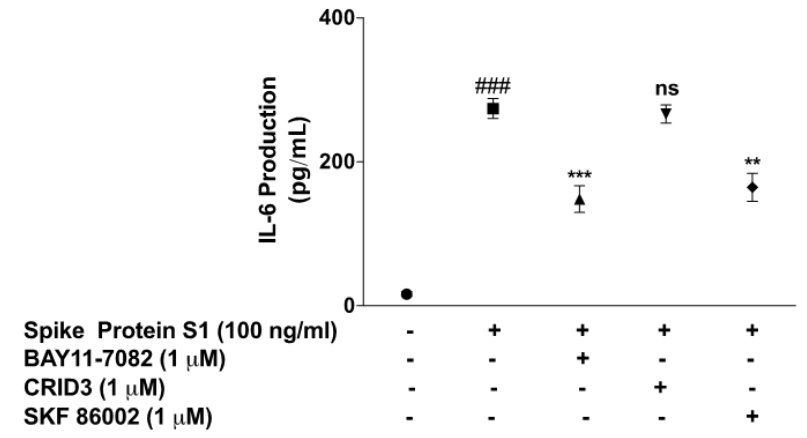 400
###
ns
IL-6 Production
(pg/mL)
200
***
**
0
Spike Protein S1 (100 ng/ml) - + + + +
BAY11-7082 (1 μM) - - + - -
CRID3 (1 μM) - - - + -
SKF 86002 (1 μM) - - - - +